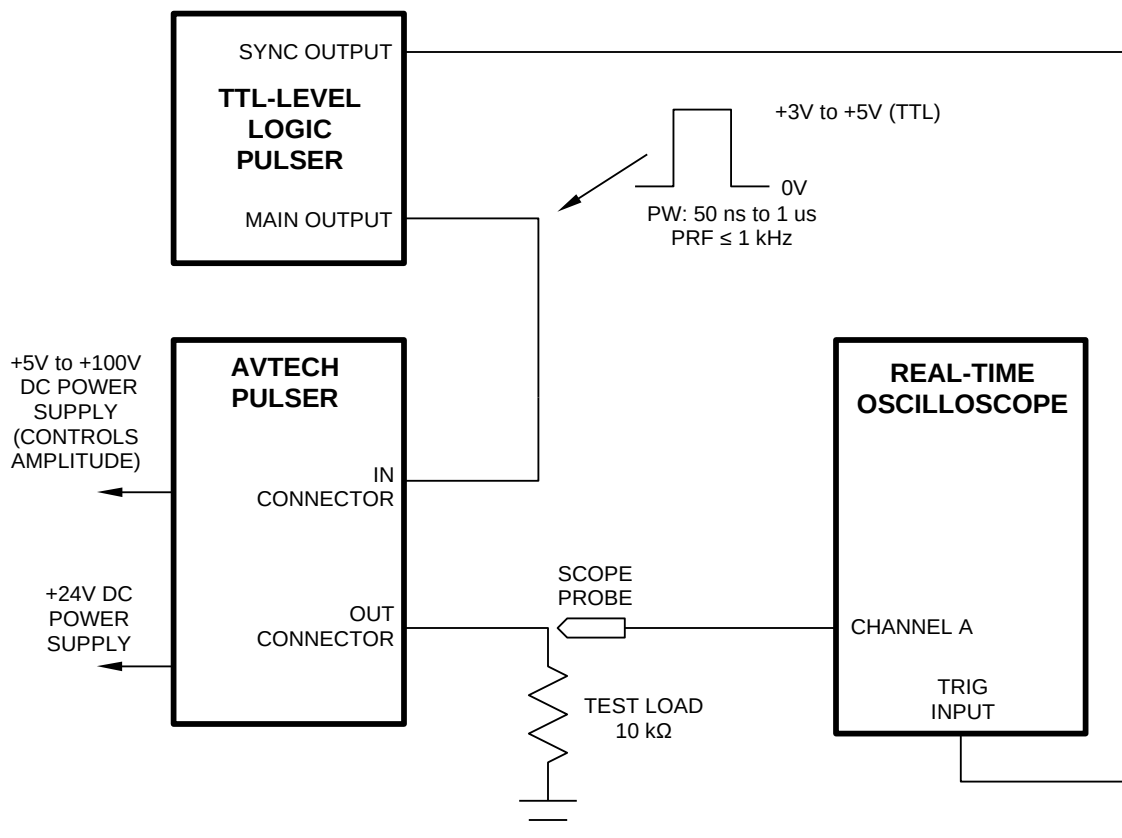 SYNC OUTPUT
TTL-LEVEL
LOGIC
PULSER
MAIN OUTPUT
+3V to +5V (TTL)
0V
PW: 50 ns to 1 us
PRF ≤ 1 kHz
+5V to +100V
DC POWER
SUPPLY
(CONTROLS
AMPLITUDE)
+24V DC
POWER
SUPPLY
AVTECH
PULSER
IN
CONNECTOR
OUT
CONNECTOR
SCOPE
PROBE
TEST LOAD
10 kΩ
REAL-TIME
OSCILLOSCOPE
CHANNEL A
TRIG
INPUT